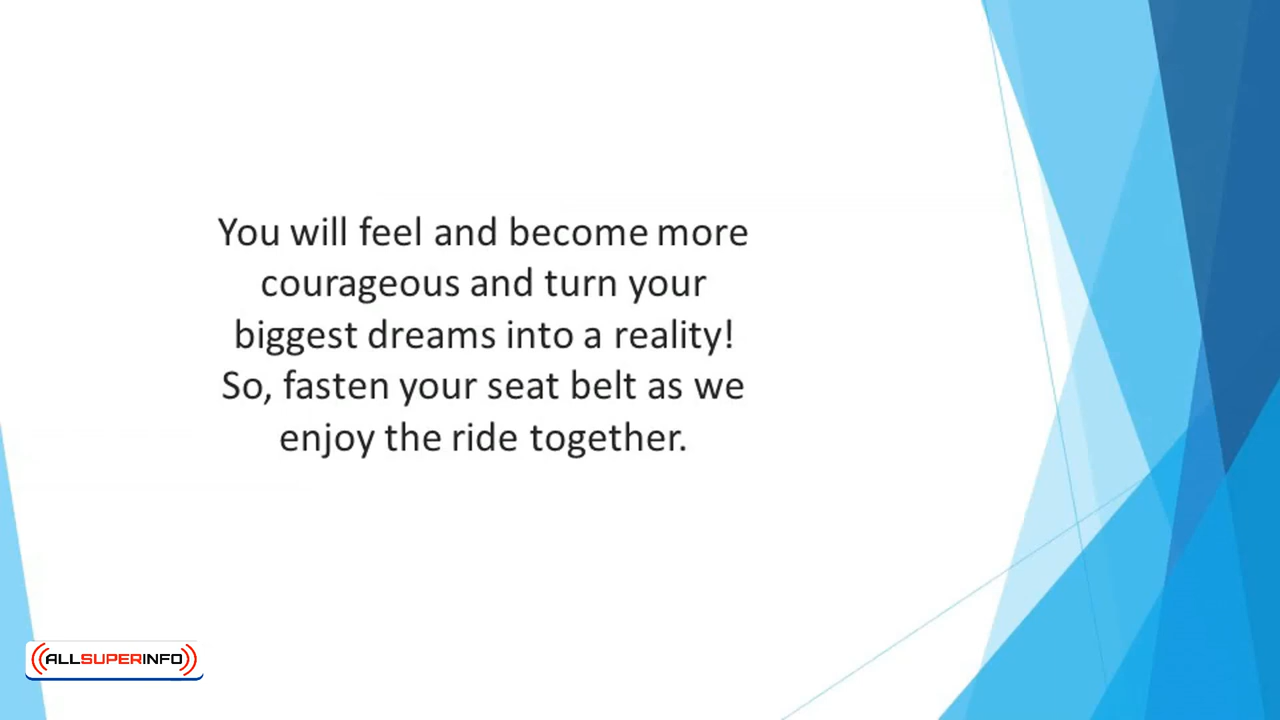 You will feel and become more
courageous and turn your
biggest dreams into a reality!
So, fasten your seat belt as we
enjoy the ride together.
ALLSUPERINFO